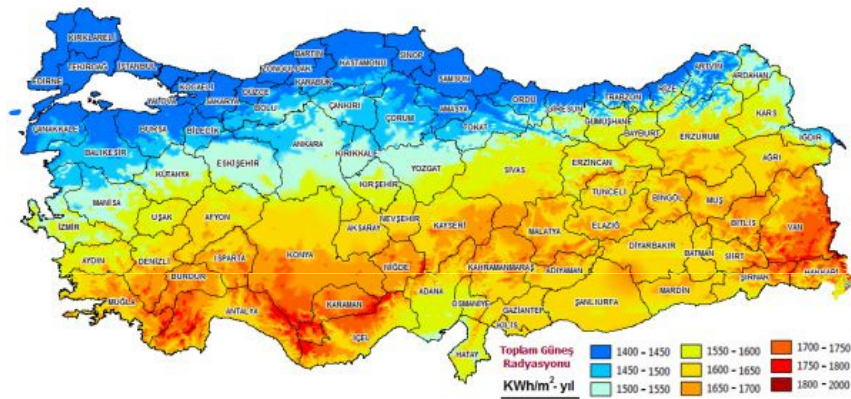 KIRKLARELİ
TEKİRDAĞ
İSTANBUL
EDİRNE
KOCAELİ
YALOVA
SAKARYA
DÜZCE
BOLU
ZONGULDAK
BARTIN
KARABÜK
KASTAMONU
SİNOP
SAMSUN
ORDU
GİRESUN
TRABZON
RİZE
ARTVİN
ARDAHAN
KARS
IĞDIR
ÇANAKKALE
BALIKESİR
BURSA
BİLECİK
ÇANKIRI
ÇORUM
AMASYA
TOKAT
GÜMÜŞHANE
BAYBURT
ERZURUM
AĞRI
KÜTAHYA
ESKİŞEHİR
ANKARA
KIRIKKALE
YOZGAT
SİVAS
ERZİNCAN
KIRŞEHİR
TUNCELİ
BİNGÖL
MUŞ
BİTLİS
VAN
MANİSA
İZMİR
UŞAK
AFYON
NEVŞEHİR
AKSARAY
KAYSERİ
MALATYA
ELAZIĞ
DİYARBAKIR
BATMAN
SİİRT
AYDIN
DENİZLİ
ISPARTA
BURDUR
KONYA
NİĞDE
KAHRAMANMARAŞ
ADIYAMAN
ŞIRNAK
HAKKARİ
MUĞLA
ANTALYA
KARAMAN
İÇEL
ADANA
OSMANİYE
GAZİANTEP
KİLİS
ŞANLIURFA
MARDİN
HATAY
Toplam Güneş
Radyasyonu
KWh/m²- yıl
1400 - 1450
1450 - 1500
1500 - 1550
1550 - 1600
1600 - 1650
1650 - 1700
1700 - 1750
1750 - 1800
1800 - 2000